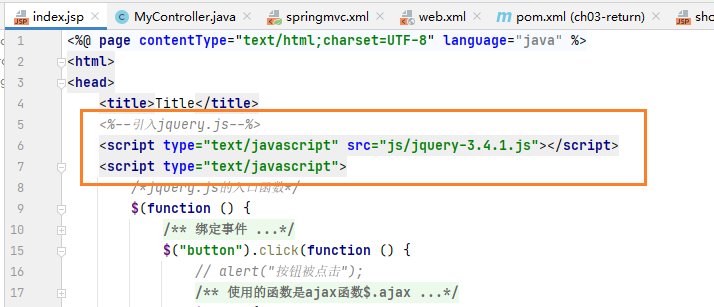 index.jsp MyController.java springmvc.xml web.xml pom.xml (ch03-return)
1 <%@ page contentType="text/html;charset=UTF-8" language="java" %>
2 <html>
3 <head>
4 <title>Title</title>
5 <%--引入jquery.js--%>
6 <script type="text/javascript" src="js/jquery-3.4.1.js"></script>
7 <script type="text/javascript">
8 /*jquery.js的入口函数*/
9 $(function () {
10 /** 绑定事件 ...*/
15 $("button").click(function () {
16 // alert("按钮被点击");
17 /** 使用的函数是ajax函数$.ajax ...*/